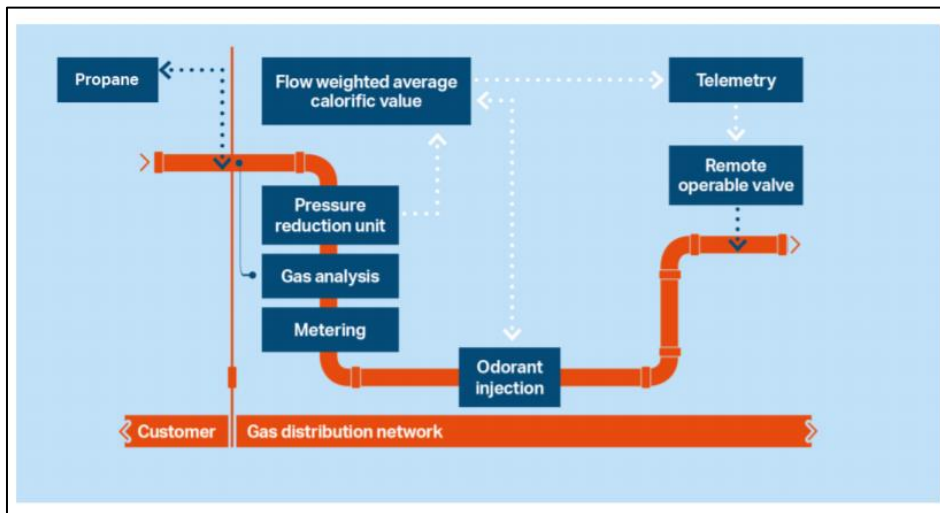 Propane
Flow weighted average
calorific value
Telemetry
Remote
operable valve
Pressure
reduction unit
Gas analysis
Metering
Odorant
injection
Customer
Gas distribution network